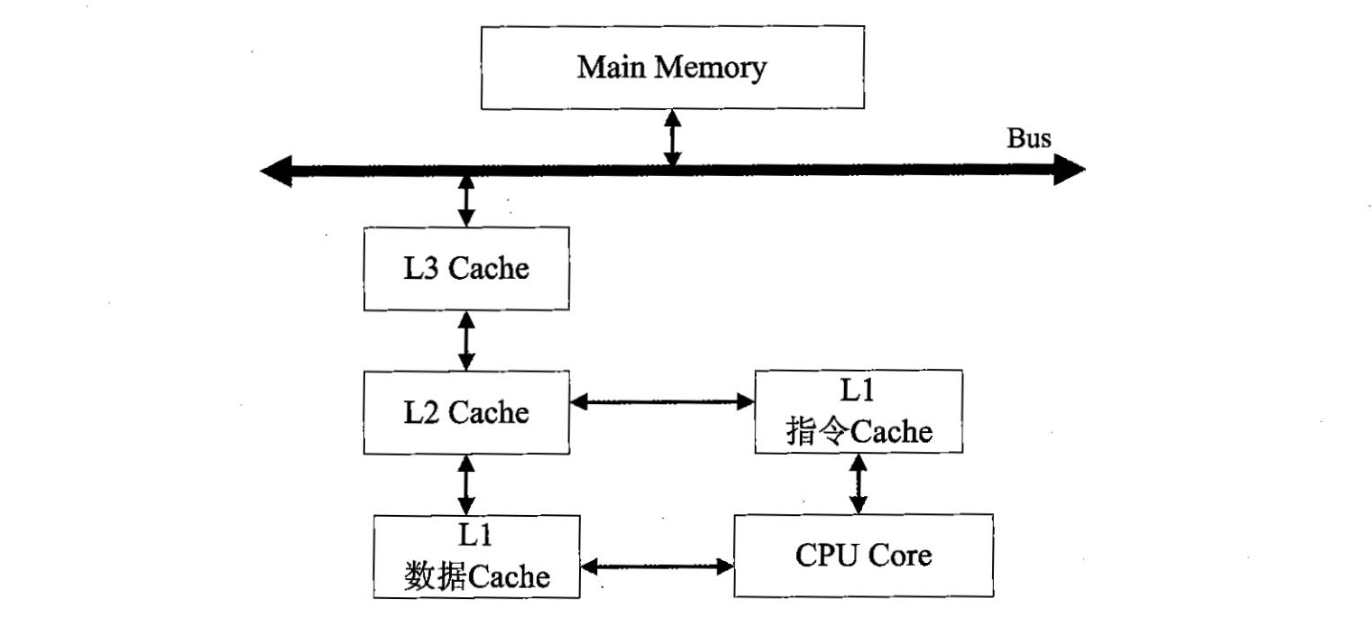 Main Memory
Bus
L3 Cache
L2 Cache
L1
指令Cache
L1
数据Cache
CPU Core